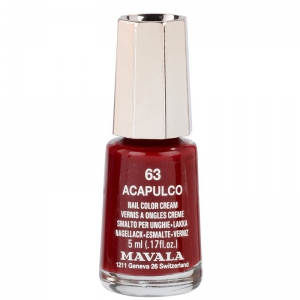 63
ACAPULCO
NAIL COLOR CREAM
VERNIS A ONGLES CREME
SMALTO PER UNGHIE•LAKKA
NAGELLACK•ESMALTE•VERNIZ
5 ml (.17fl.oz.)
MAVALA
1211 Geneva 26 Switzerland